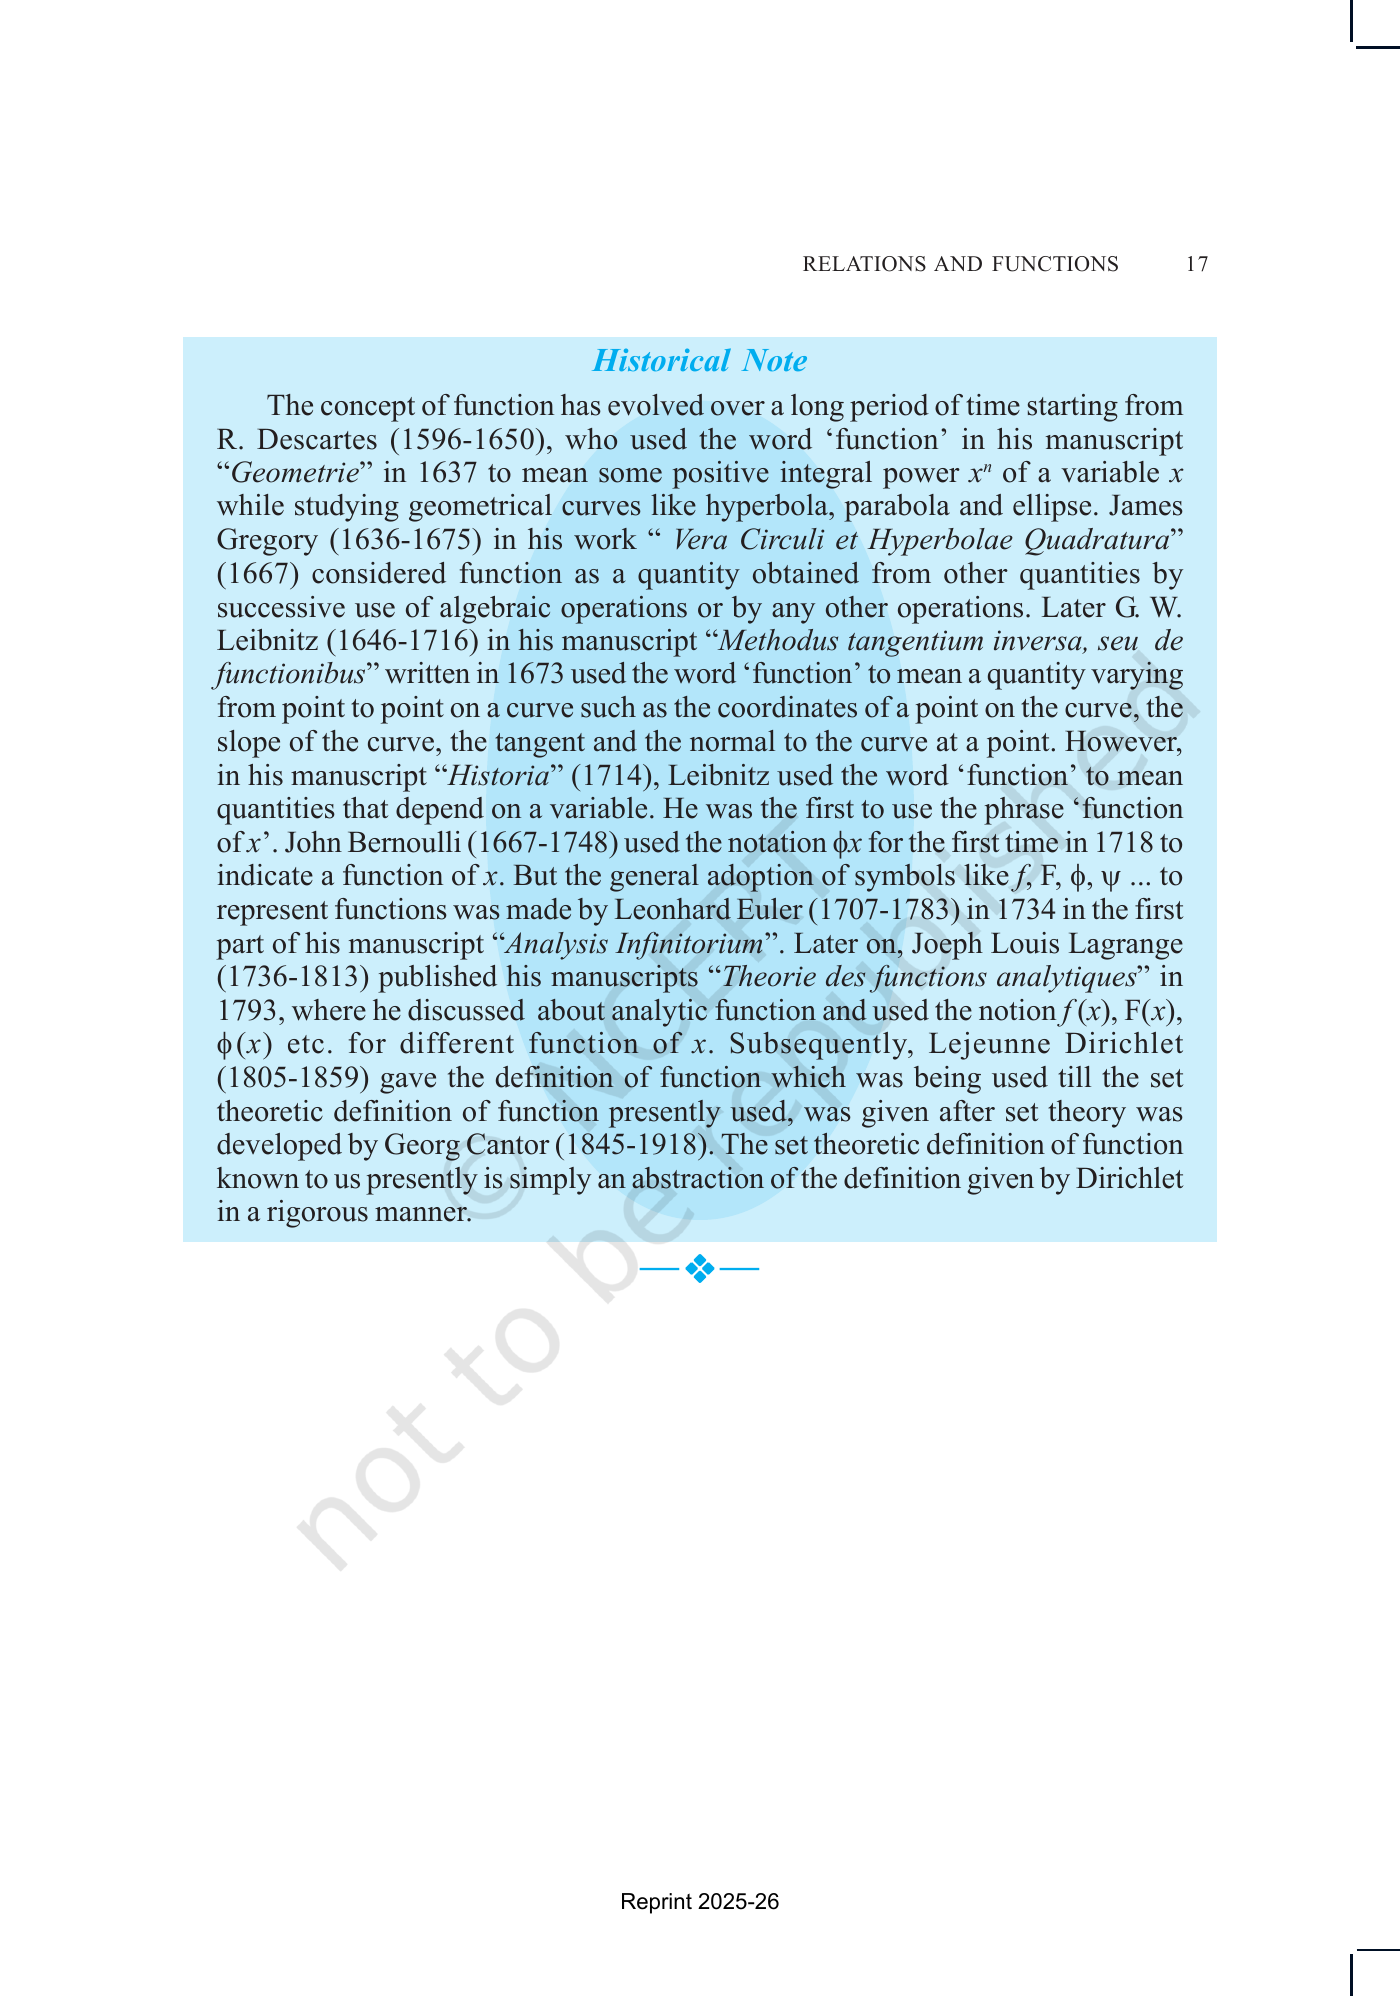 RELATIONS AND FUNCTIONS 17
Historical Note
The concept of function has evolved over a long period of time starting from
R. Descartes (1596-1650), who used the word ‘function’ in his manuscript
“Geometrie” in 1637 to mean some positive integral power xⁿ of a variable x
while studying geometrical curves like hyperbola, parabola and ellipse. James
Gregory (1636-1675) in his work “ Vera Circuli et Hyperbolae Quadratura”
(1667) considered function as a quantity obtained from other quantities by
successive use of algebraic operations or by any other operations. Later G. W.
Leibnitz (1646-1716) in his manuscript “Methodus tangentium inversa, seu de
functionibus” written in 1673 used the word ‘function’ to mean a quantity varying
from point to point on a curve such as the coordinates of a point on the curve, the
slope of the curve, the tangent and the normal to the curve at a point. However,
in his manuscript “Historia” (1714), Leibnitz used the word ‘function’ to mean
quantities that depend on a variable. He was the first to use the phrase ‘function
of x’. John Bernoulli (1667-1748) used the notation ϕx for the first time in 1718 to
indicate a function of x. But the general adoption of symbols like f, F, ϕ, ψ ... to
represent functions was made by Leonhard Euler (1707-1783) in 1734 in the first
part of his manuscript “Analysis Infinitorium”. Later on, Joeph Louis Lagrange
(1736-1813) published his manuscripts “Theorie des functions analytiques” in
1793, where he discussed about analytic function and used the notion f (x), F(x),
ϕ(x) etc. for different function of x. Subsequently, Lejeunne Dirichlet
(1805-1859) gave the definition of function which was being used till the set
theoretic definition of function presently used, was given after set theory was
developed by Georg Cantor (1845-1918). The set theoretic definition of function
known to us presently is simply an abstraction of the definition given by Dirichlet
in a rigorous manner.
© NCERT
not to be republished
Reprint 2025-26